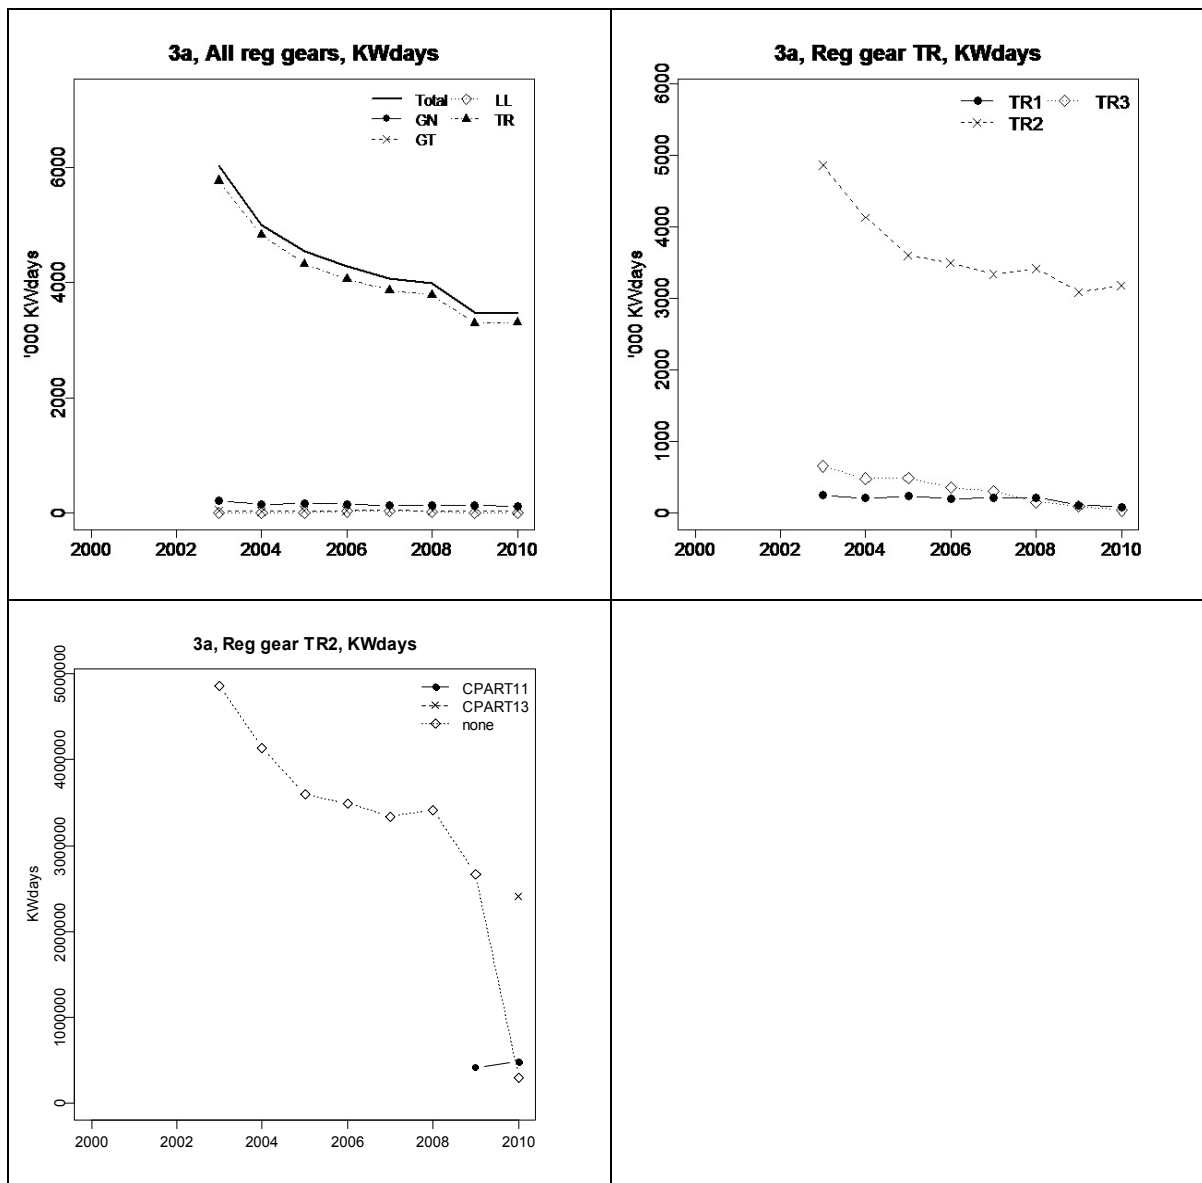 3a, All reg gears, KWdays
Total LL
GN TR
GT
6000
4000
2000
0
'000 KWdays
2000 2002 2004 2006 2008 2010
3a, Reg gear TR, KWdays
TR1 TR3
TR2
6000
5000
4000
3000
2000
1000
0
'000 KWdays
2000 2002 2004 2006 2008 2010
3a, Reg gear TR2, KWdays
CPART11
CPART13
none
5000000
4000000
3000000
2000000
1000000
0
KWdays
2000 2002 2004 2006 2008 2010